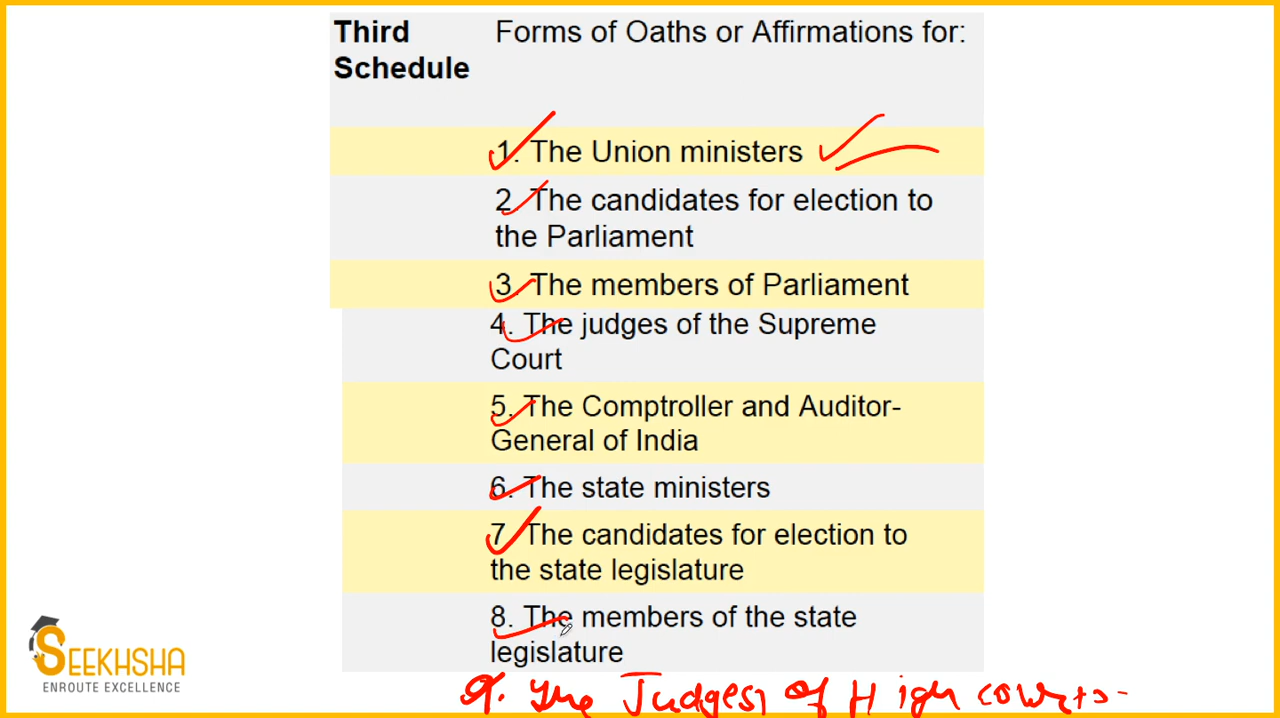 Third Forms of Oaths or Affirmations for:
Schedule
1. The Union ministers
2. The candidates for election to
the Parliament
3. The members of Parliament
4. The judges of the Supreme
Court
5. The Comptroller and Auditor-
General of India
6. The state ministers
7. The candidates for election to
the state legislature
8. The members of the state
legislature
9. The Judges of High courts-
SEEKHSHA
ENROUTE EXCELLENCE